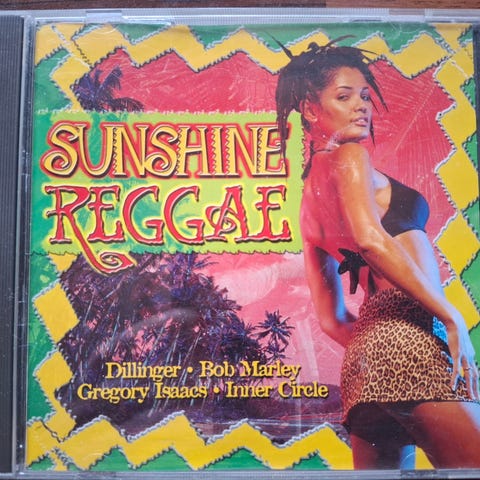 SUNSHINE
REGGAE
Dillinger • Bob Marley
Gregory Isaacs • Inner Circle